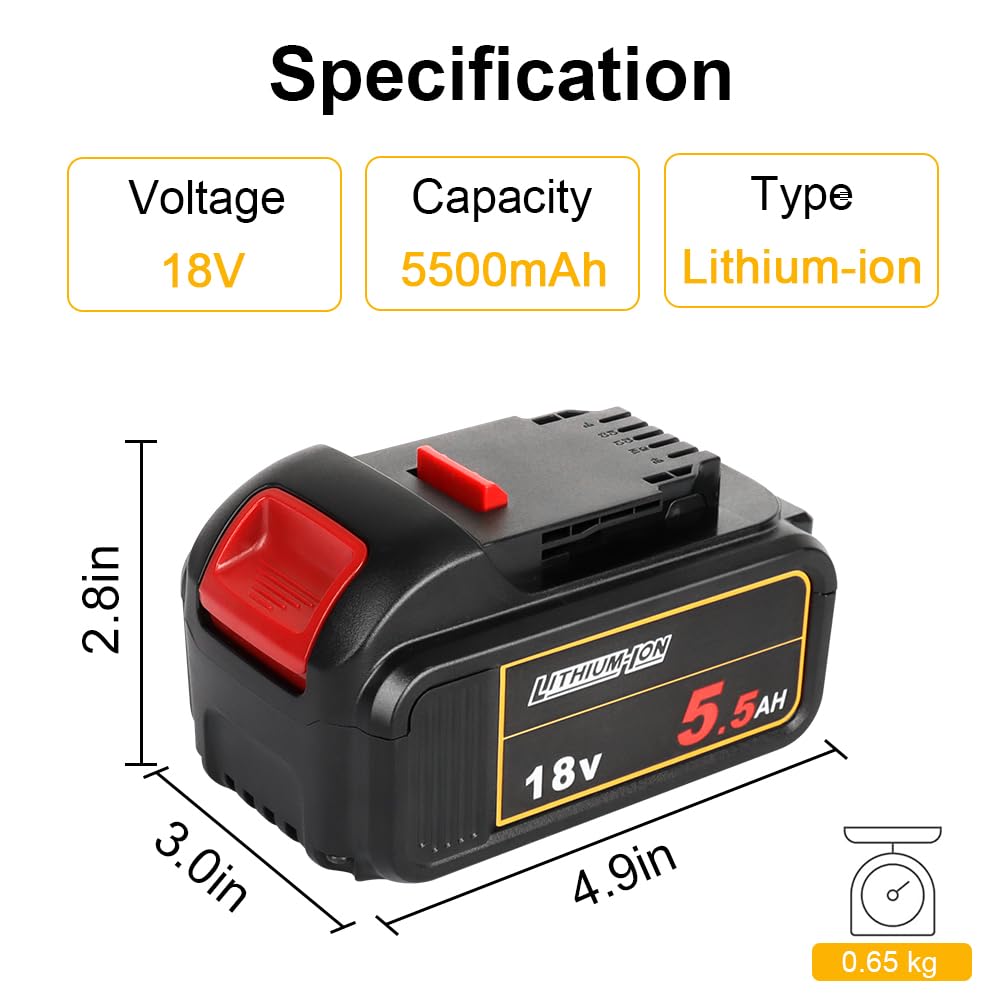 Specification
Voltage
18V
Capacity
5500mAh
Type
Lithium-ion
2.8in
3.0in
4.9in
LITHIUM-ION
5.5AH
18V
0.65 kg